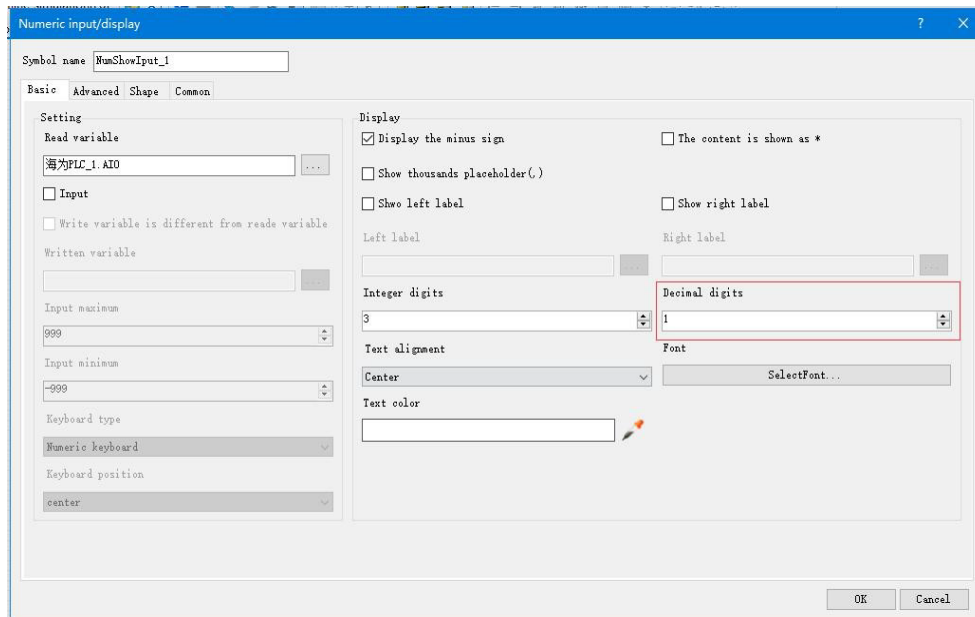 Numeric input/display
Symbol name NumShowIput_1
Basic Advanced Shape Common
Setting
Read variable
海为PLC_1.AI0
...
Input
Write variable is different from reade variable
Written variable
...
Input maximum
999
Input minimum
-999
Keyboard type
Numeric keyboard
Keyboard position
center
Display
Display the minus sign
The content is shown as *
Show thousands placeholder(,)
Shwo left label
Show right label
Left label
Right label
...
...
Integer digits
Decimal digits
3
1
Text alignment
Font
Center
SelectFont...
Text color
OK
Cancel